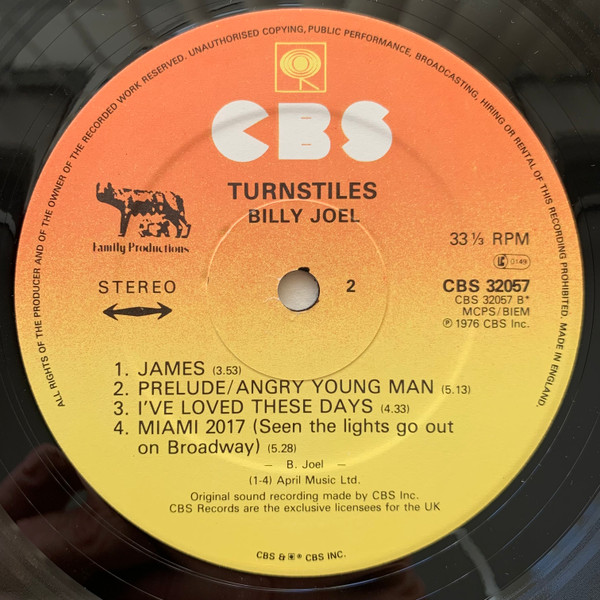 ALL RIGHTS OF THE PRODUCER AND OF THE OWNER OF THE RECORDED WORK RESERVED. UNAUTHORISED COPYING, PUBLIC PERFORMANCE, BROADCASTING, HIRING OR RENTAL OF THIS RECORDING PROHIBITED. MADE IN ENGLAND.
CBS
TURNSTILES
BILLY JOEL
Family Productions
33 ⅓ RPM
LC 0149
STEREO
2
CBS 32057
CBS 32057 B*
MCPS/BIEM
℗ 1976 CBS Inc.
1. JAMES (3.53)
2. PRELUDE/ANGRY YOUNG MAN (5.13)
3. I'VE LOVED THESE DAYS (4.33)
4. MIAMI 2017 (Seen the lights go out
on Broadway) (5.28)
— B. Joel —
(1-4) April Music Ltd.
Original sound recording made by CBS Inc.
CBS Records are the exclusive licensees for the UK
CBS & ® CBS INC.